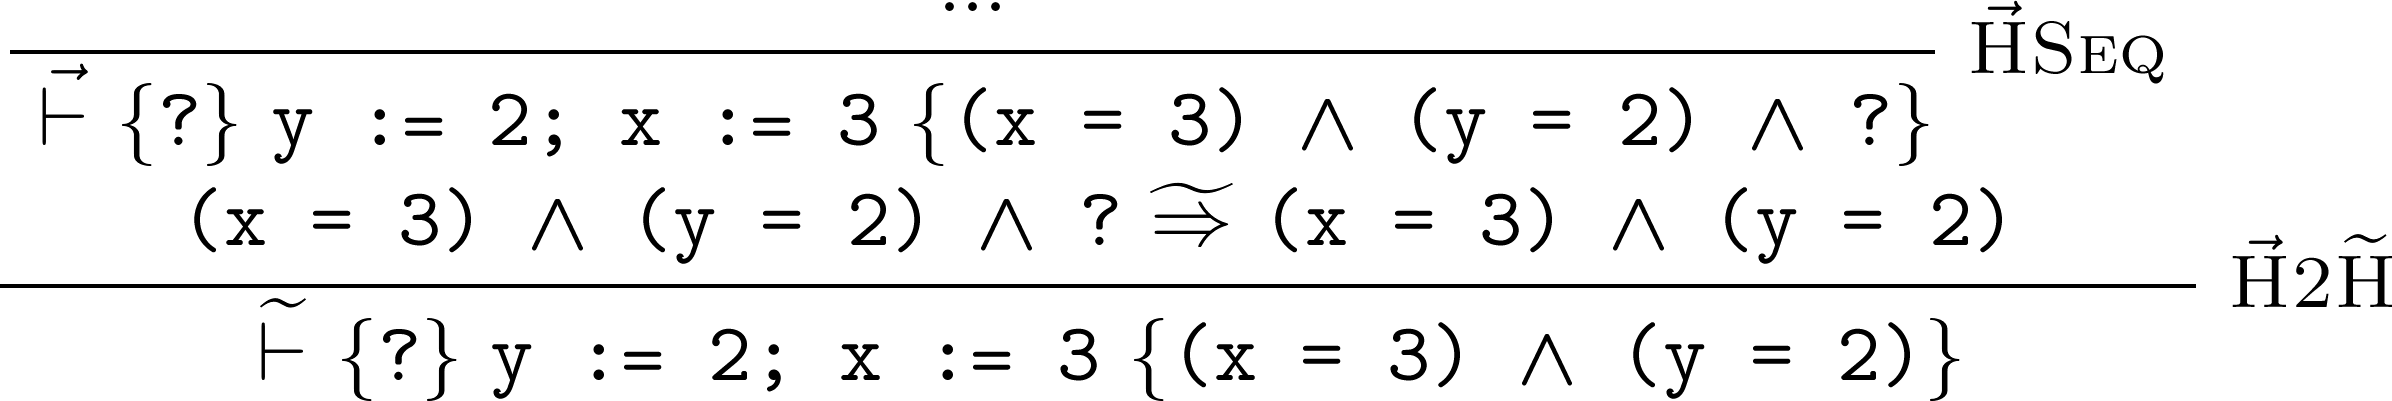 ...
H⃗SEQ
⊢⃗ {?} y := 2; x := 3 {(x = 3) ∧ (y = 2) ∧ ?}
(x = 3) ∧ (y = 2) ∧ ? ⇒̃ (x = 3) ∧ (y = 2)
H⃗2H̃
⊢̃ {?} y := 2; x := 3 {(x = 3) ∧ (y = 2)}